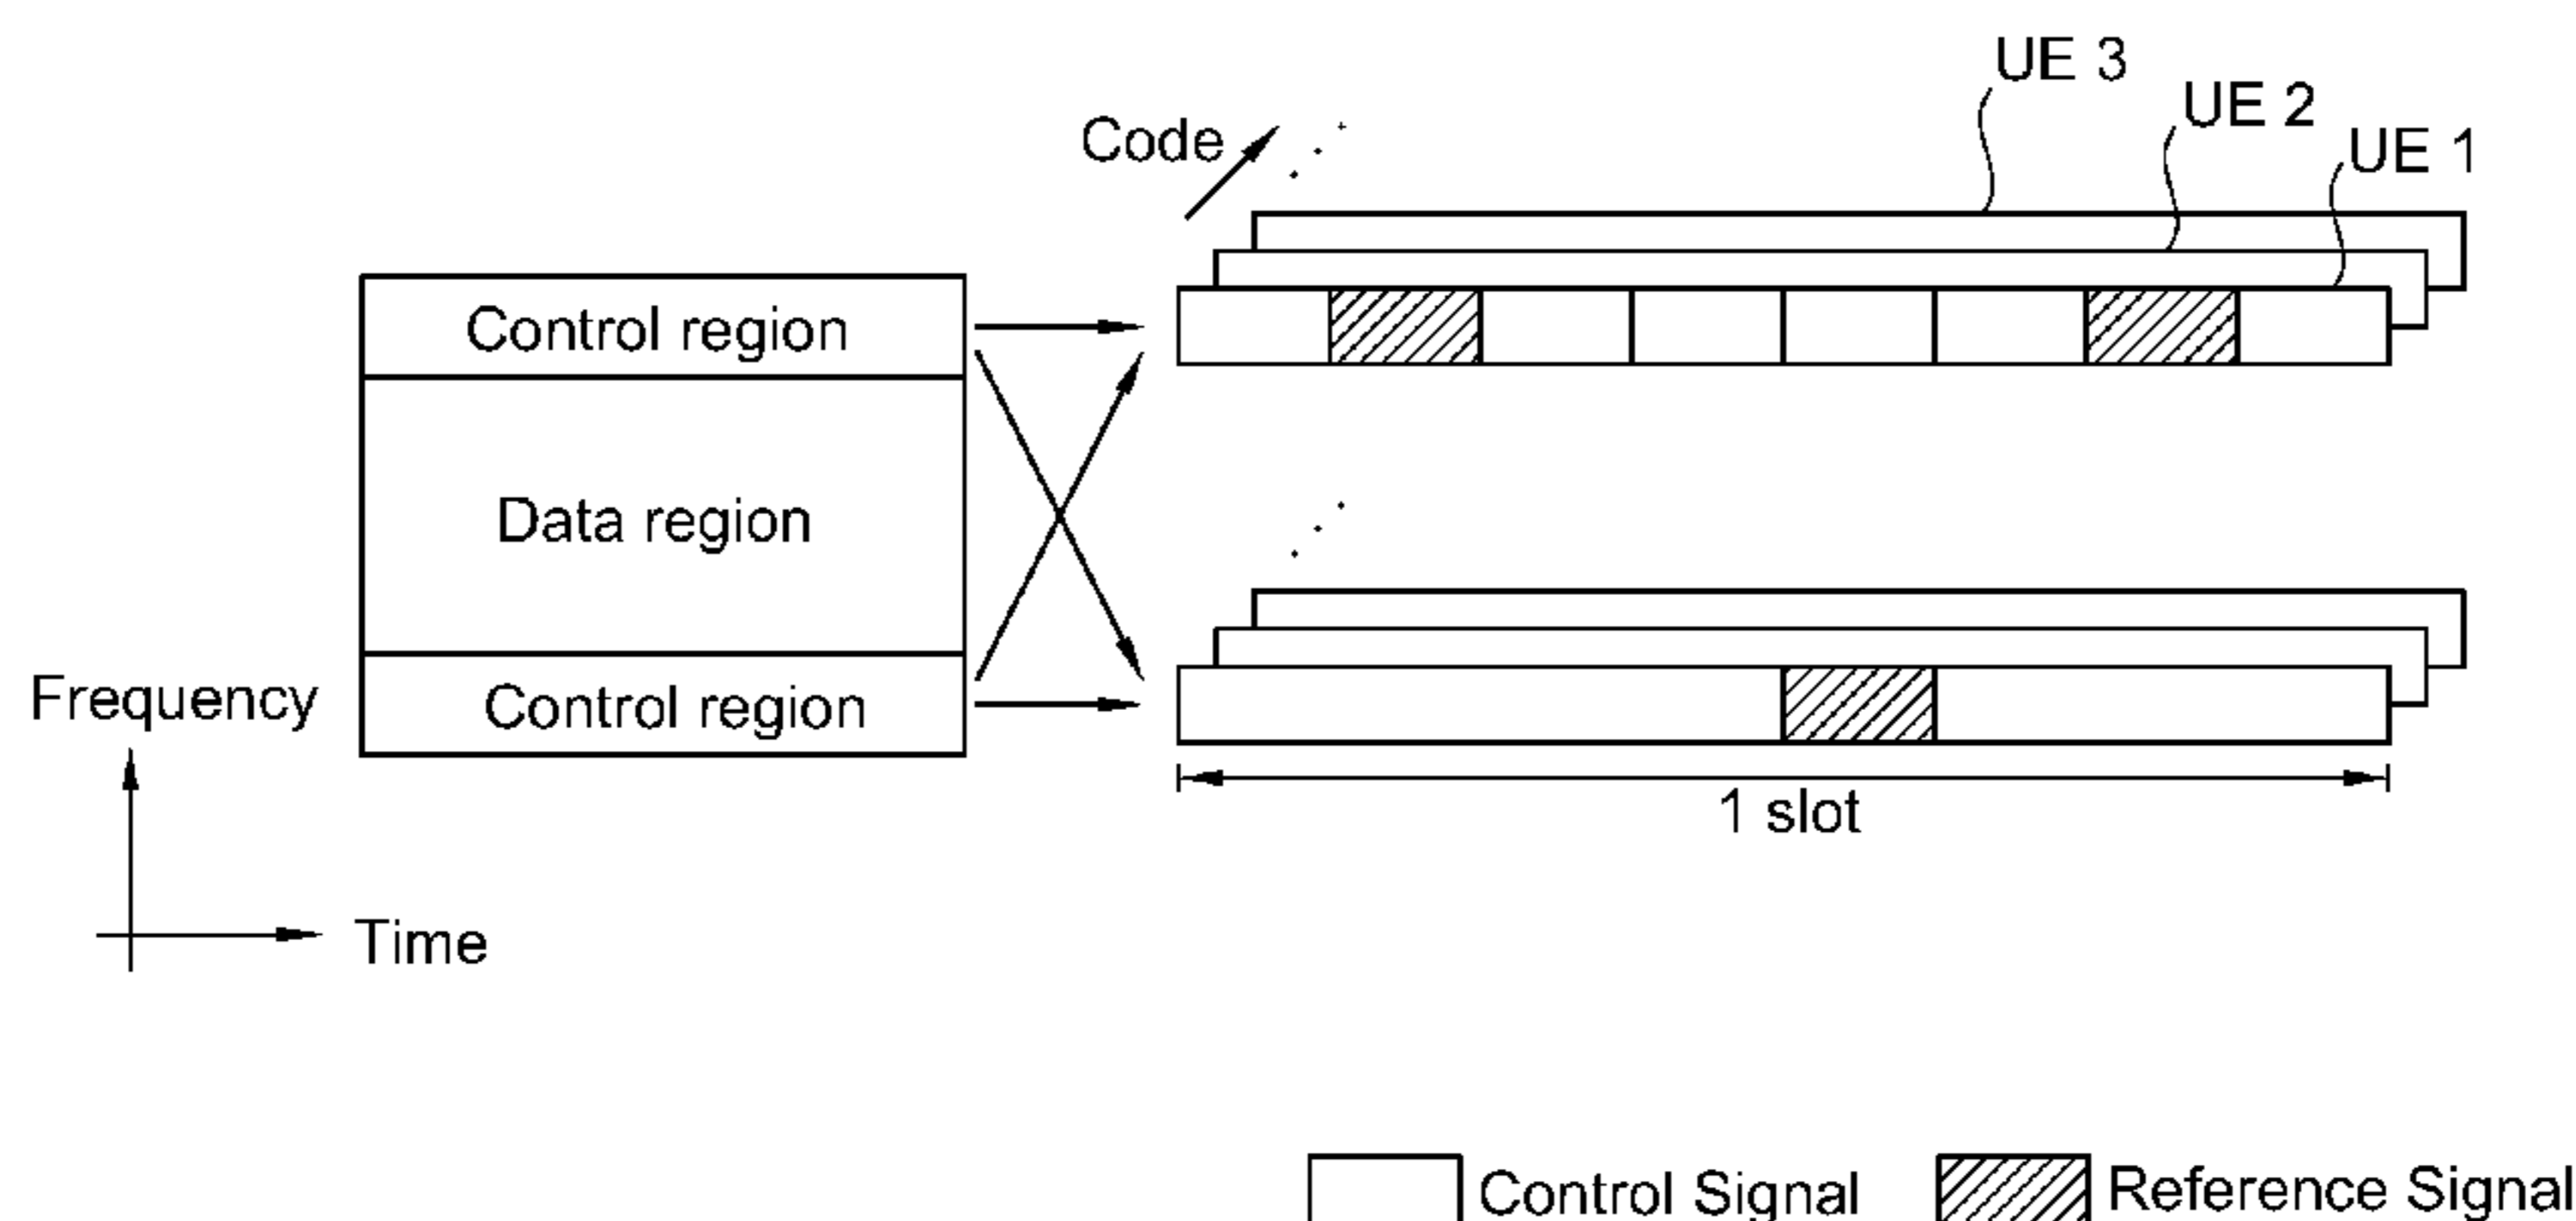 UE 3
UE 2
UE 1
Code
Control region
Data region
Control region
Frequency
Time
1 slot
Control Signal
Reference Signal